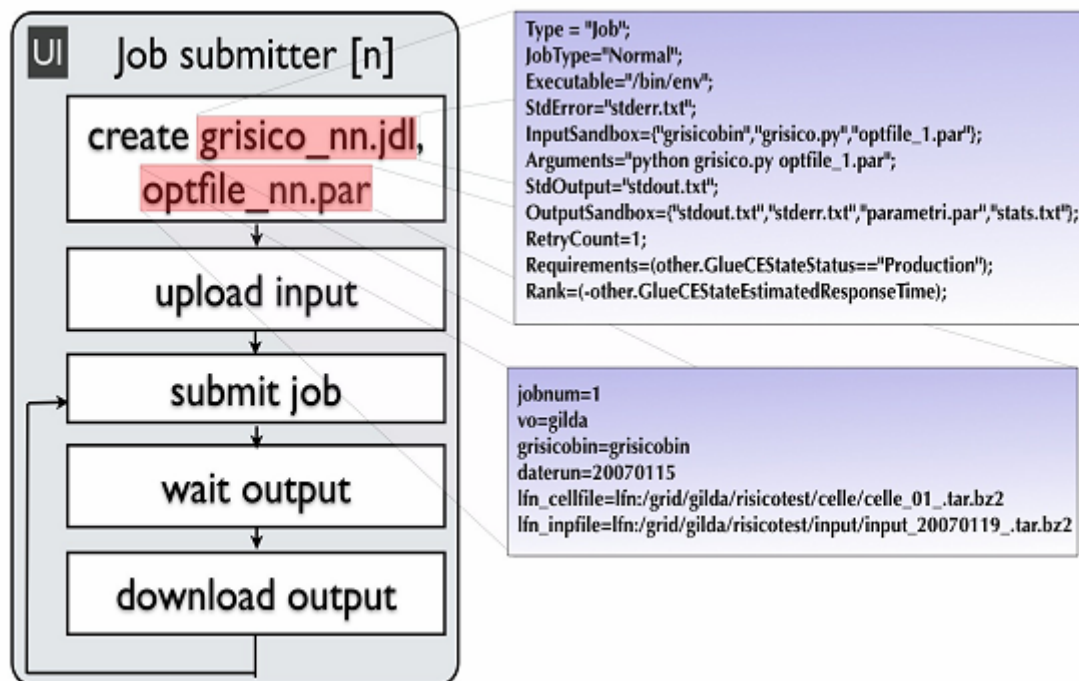 UI Job submitter [n]
create grisico_nn.jdl,
optfile_nn.par
upload input
submit job
wait output
download output
Type = "Job";
JobType="Normal";
Executable="/bin/env";
StdError="stderr.txt";
InputSandbox={"grisicobin","grisico.py","optfile_1.par"};
Arguments="python grisico.py optfile_1.par";
StdOutput="stdout.txt";
OutputSandbox={"stdout.txt","stderr.txt","parametri.par","stats.txt"};
RetryCount=1;
Requirements=(other.GlueCEStateStatus=="Production");
Rank=(-other.GlueCEStateEstimatedResponseTime);
jobnum=1
vo=gilda
grisicobin=grisicobin
daterun=20070115
lfn_cellfile=lfn:/grid/gilda/risicotest/celle/celle_01_.tar.bz2
lfn_inpfile=lfn:/grid/gilda/risicotest/input/input_20070119_.tar.bz2